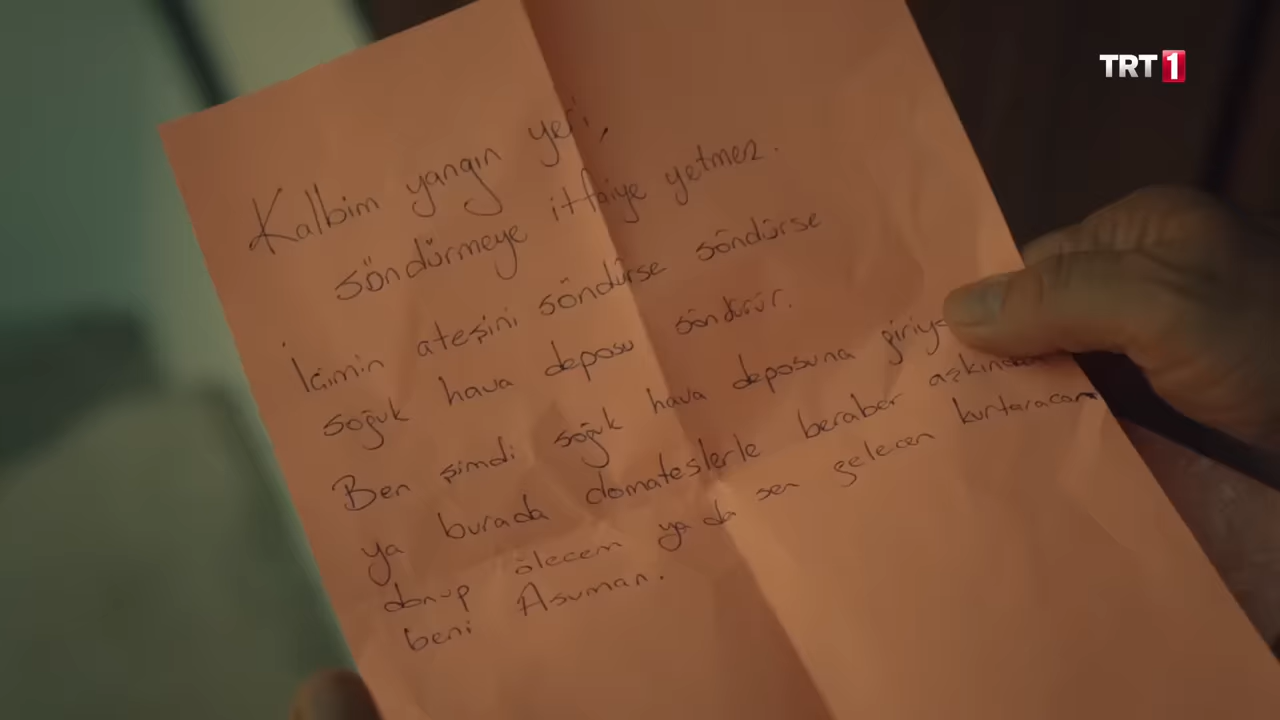 TRT 1
Kalbim yangın yeri,
söndürmeye itfaiye yetmez.
İçimin ateşini söndürse söndürse
soğuk hava deposu söndürür.
Ben şimdi soğuk hava deposuna
ya burada domateslerle beraber
donup ölecem ya da sen gelecen kurtaracan
beni Asuman.